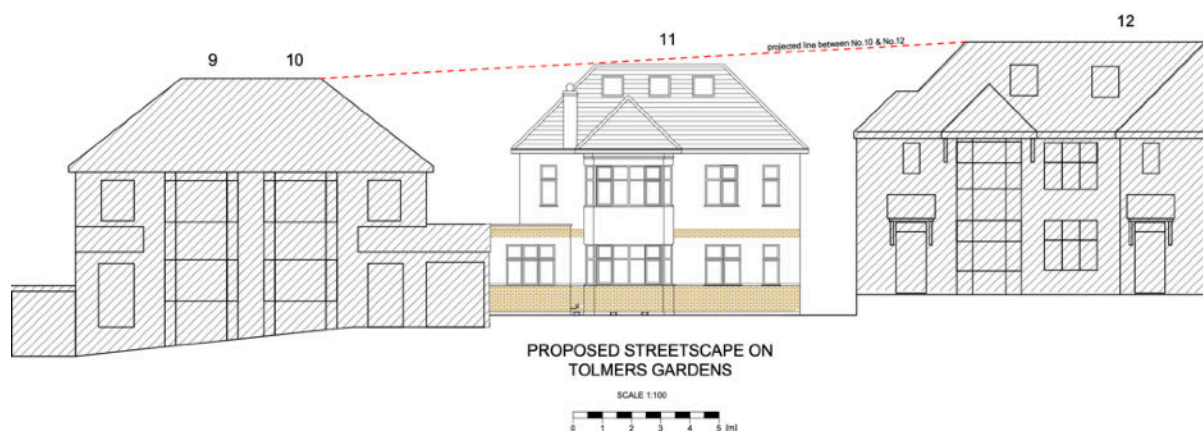 12
11
projected line between No.10 & No.12
9 10
PROPOSED STREETSCAPE ON
TOLMERS GARDENS
SCALE 1:100
0 1 2 3 4 5 [m]